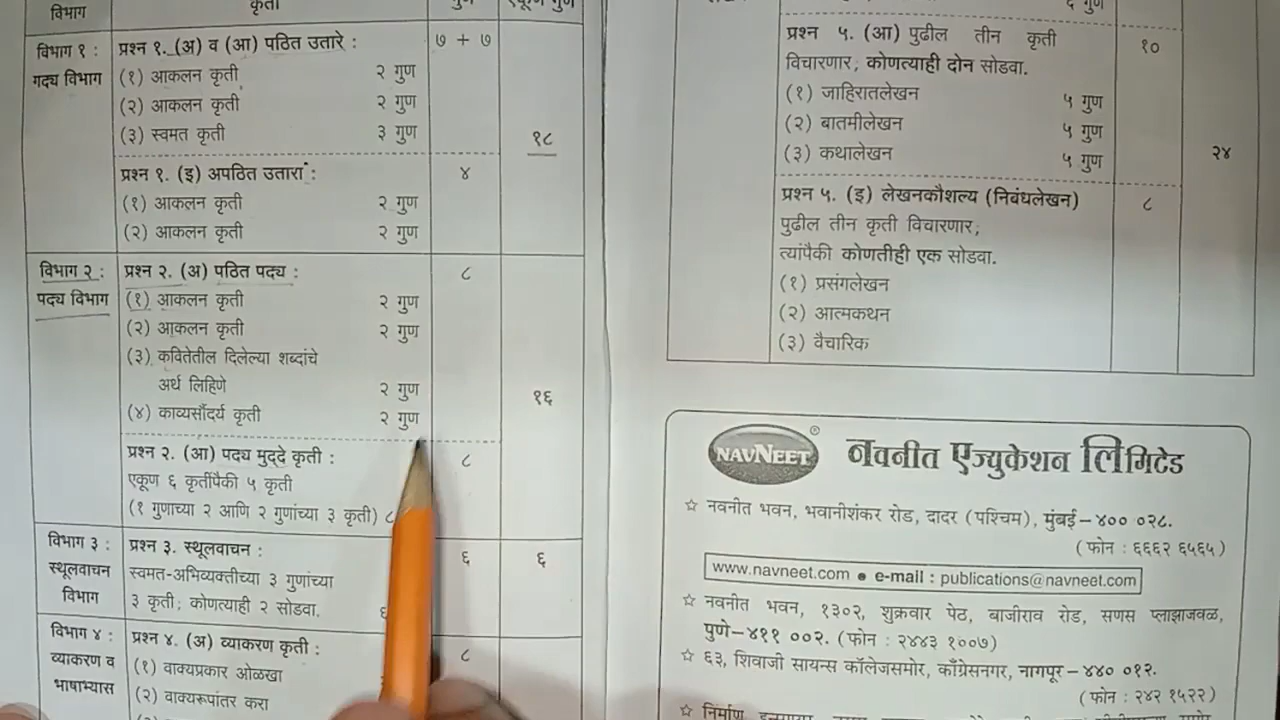 विभाग
कृती
विभाग १ :
गद्य विभाग
प्रश्न १. (अ) व (आ) पठित उतारे :
७ + ७
(१) आकलन कृती २ गुण
(२) आकलन कृती २ गुण
(३) स्वमत कृती ३ गुण
१८
प्रश्न १. (इ) अपठित उतारा :
४
(१) आकलन कृती २ गुण
(२) आकलन कृती २ गुण
विभाग २ :
पद्य विभाग
प्रश्न २. (अ) पठित पद्य :
८
(१) आकलन कृती २ गुण
(२) आकलन कृती २ गुण
(३) कवितेतील दिलेल्या शब्दांचे
अर्थ लिहिणे २ गुण
(४) काव्यसौंदर्य कृती २ गुण
१६
प्रश्न २. (आ) पद्य मुद्दे कृती :
८
एकूण ६ कृतींपैकी ५ कृती
(१ गुणाच्या २ आणि २ गुणांच्या ३ कृती) ८
विभाग ३ :
स्थूलवाचन
विभाग
प्रश्न ३. स्थूलवाचन :
६
६
स्वमत-अभिव्यक्तीच्या ३ गुणांच्या
३ कृती; कोणत्याही २ सोडवा.
विभाग ४ :
व्याकरण व
भाषाभ्यास
प्रश्न ४. (अ) व्याकरण कृती :
८
(१) वाक्यप्रकार ओळखा
(२) वाक्यरूपांतर करा
६ गुण
प्रश्न ५. (आ) पुढील तीन कृती
१०
विचारणार; कोणत्याही दोन सोडवा.
(१) जाहिरातलेखन ५ गुण
(२) बातमीलेखन ५ गुण
(३) कथालेखन ५ गुण
२४
प्रश्न ५. (इ) लेखनकौशल्य (निबंधलेखन)
८
पुढील तीन कृती विचारणार;
त्यांपैकी कोणतीही एक सोडवा.
(१) प्रसंगलेखन
(२) आत्मकथन
(३) वैचारिक
NAVNEET ®
नवनीत एज्युकेशन लिमिटेड
☆ नवनीत भवन, भवानीशंकर रोड, दादर (पश्चिम), मुंबई–४०० ०२८.
(फोन : ६६६२ ६५६५)
www.navneet.com ● e-mail : publications@navneet.com
☆ नवनीत भवन, १३०२, शुक्रवार पेठ, बाजीराव रोड, सणस प्लाझाजवळ,
पुणे–४११ ००२. (फोन : २४४३ १००७)
☆ ६३, शिवाजी सायन्स कॉलेजसमोर, काँग्रेसनगर, नागपूर–४४० ०१२.
(फोन : २४२ १५२२)